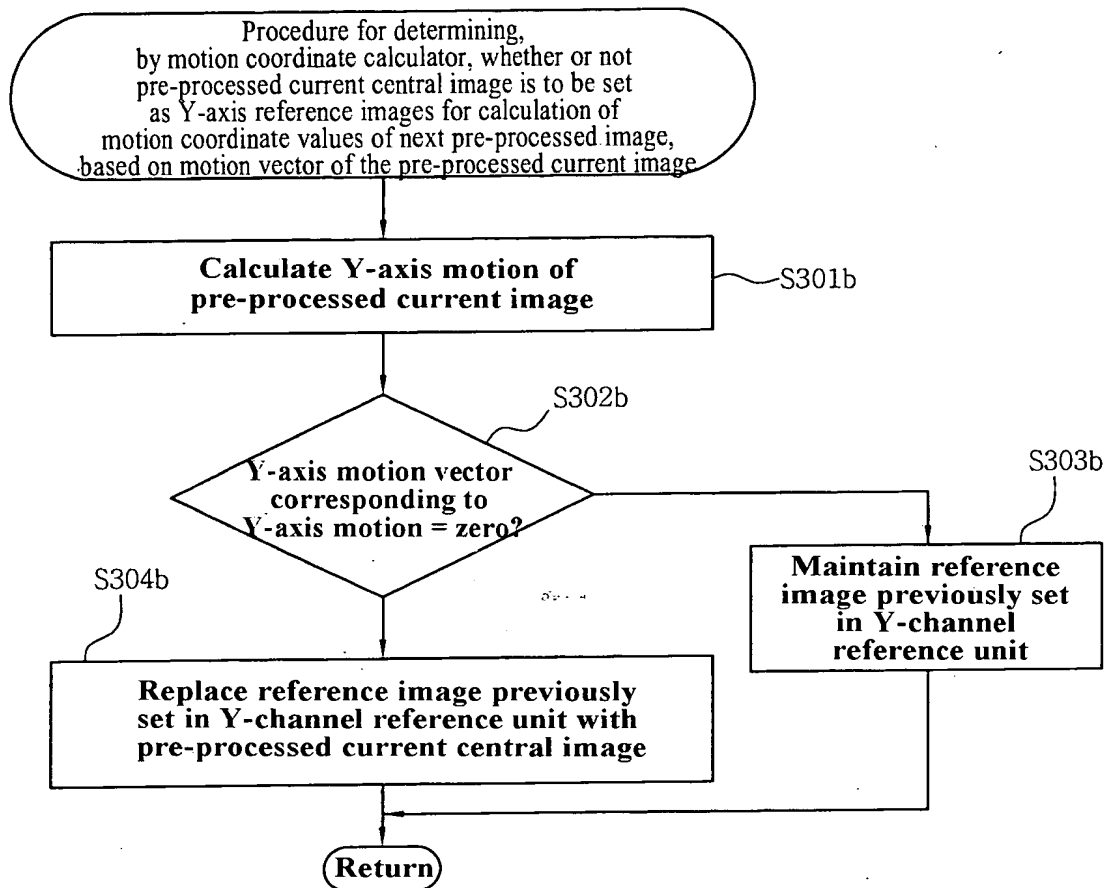 Procedure for determining,
by motion coordinate calculator, whether or not
pre-processed current central image is to be set
as Y-axis reference images for calculation of
motion coordinate values of next pre-processed image,
based on motion vector of the pre-processed current image
Calculate Y-axis motion of
pre-processed current image
S301b
S302b
Y-axis motion vector
corresponding to
Y-axis motion = zero?
S303b
Maintain reference
image previously set
in Y-channel
reference unit
S304b
Replace reference image previously
set in Y-channel reference unit with
pre-processed current central image
Return